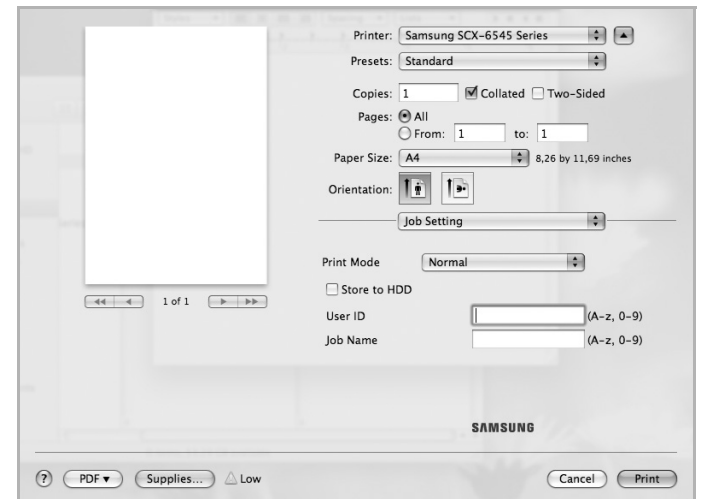 Printer: Samsung SCX-6545 Series
Presets: Standard
Copies: 1 Collated Two-Sided
Pages: All
From: 1 to: 1
Paper Size: A4 8,26 by 11,69 inches
Orientation:
Job Setting
Print Mode Normal
1 of 1
Store to HDD
User ID (A-z, 0-9)
Job Name (A-z, 0-9)
SAMSUNG
? PDF Supplies... Low Cancel Print